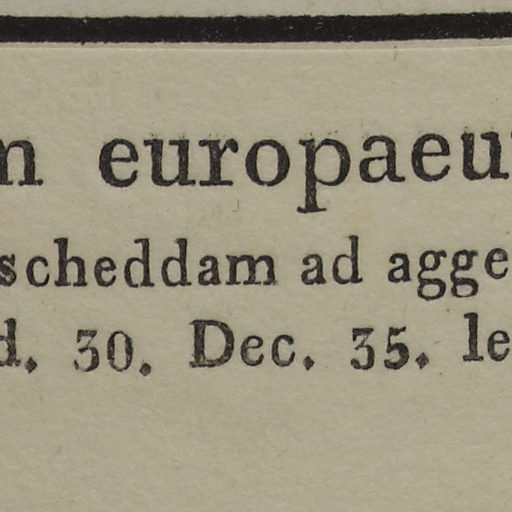 m europaeu
scheddam ad agge
d. 30. Dec. 35. le